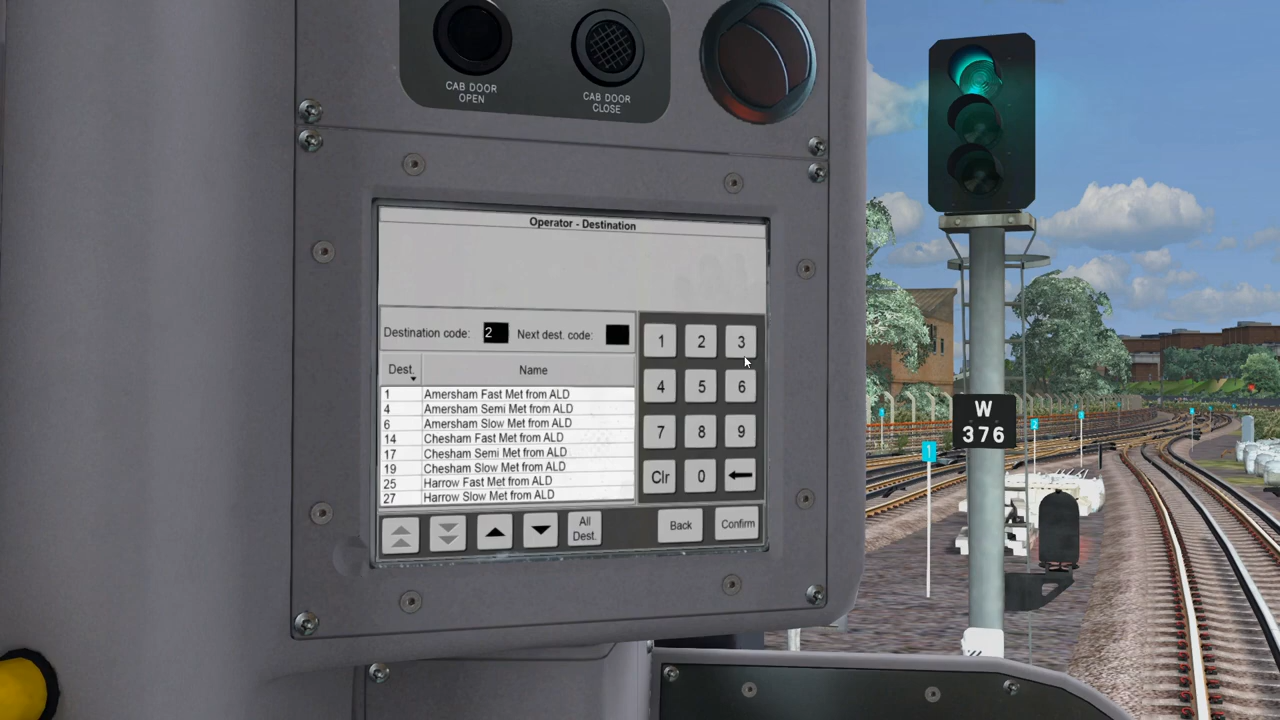 CAB DOOR
OPEN
CAB DOOR
CLOSE
Operator - Destination
Destination code: 2 Next dest. code:
Dest. Name
1 Amersham Fast Met from ALD
4 Amersham Semi Met from ALD
6 Amersham Slow Met from ALD
14 Chesham Fast Met from ALD
17 Chesham Semi Met from ALD
19 Chesham Slow Met from ALD
25 Harrow Fast Met from ALD
27 Harrow Slow Met from ALD
1 2 3
4 5 6
7 8 9
Clr 0
All
Dest.
Back Confirm
W
376
1
2